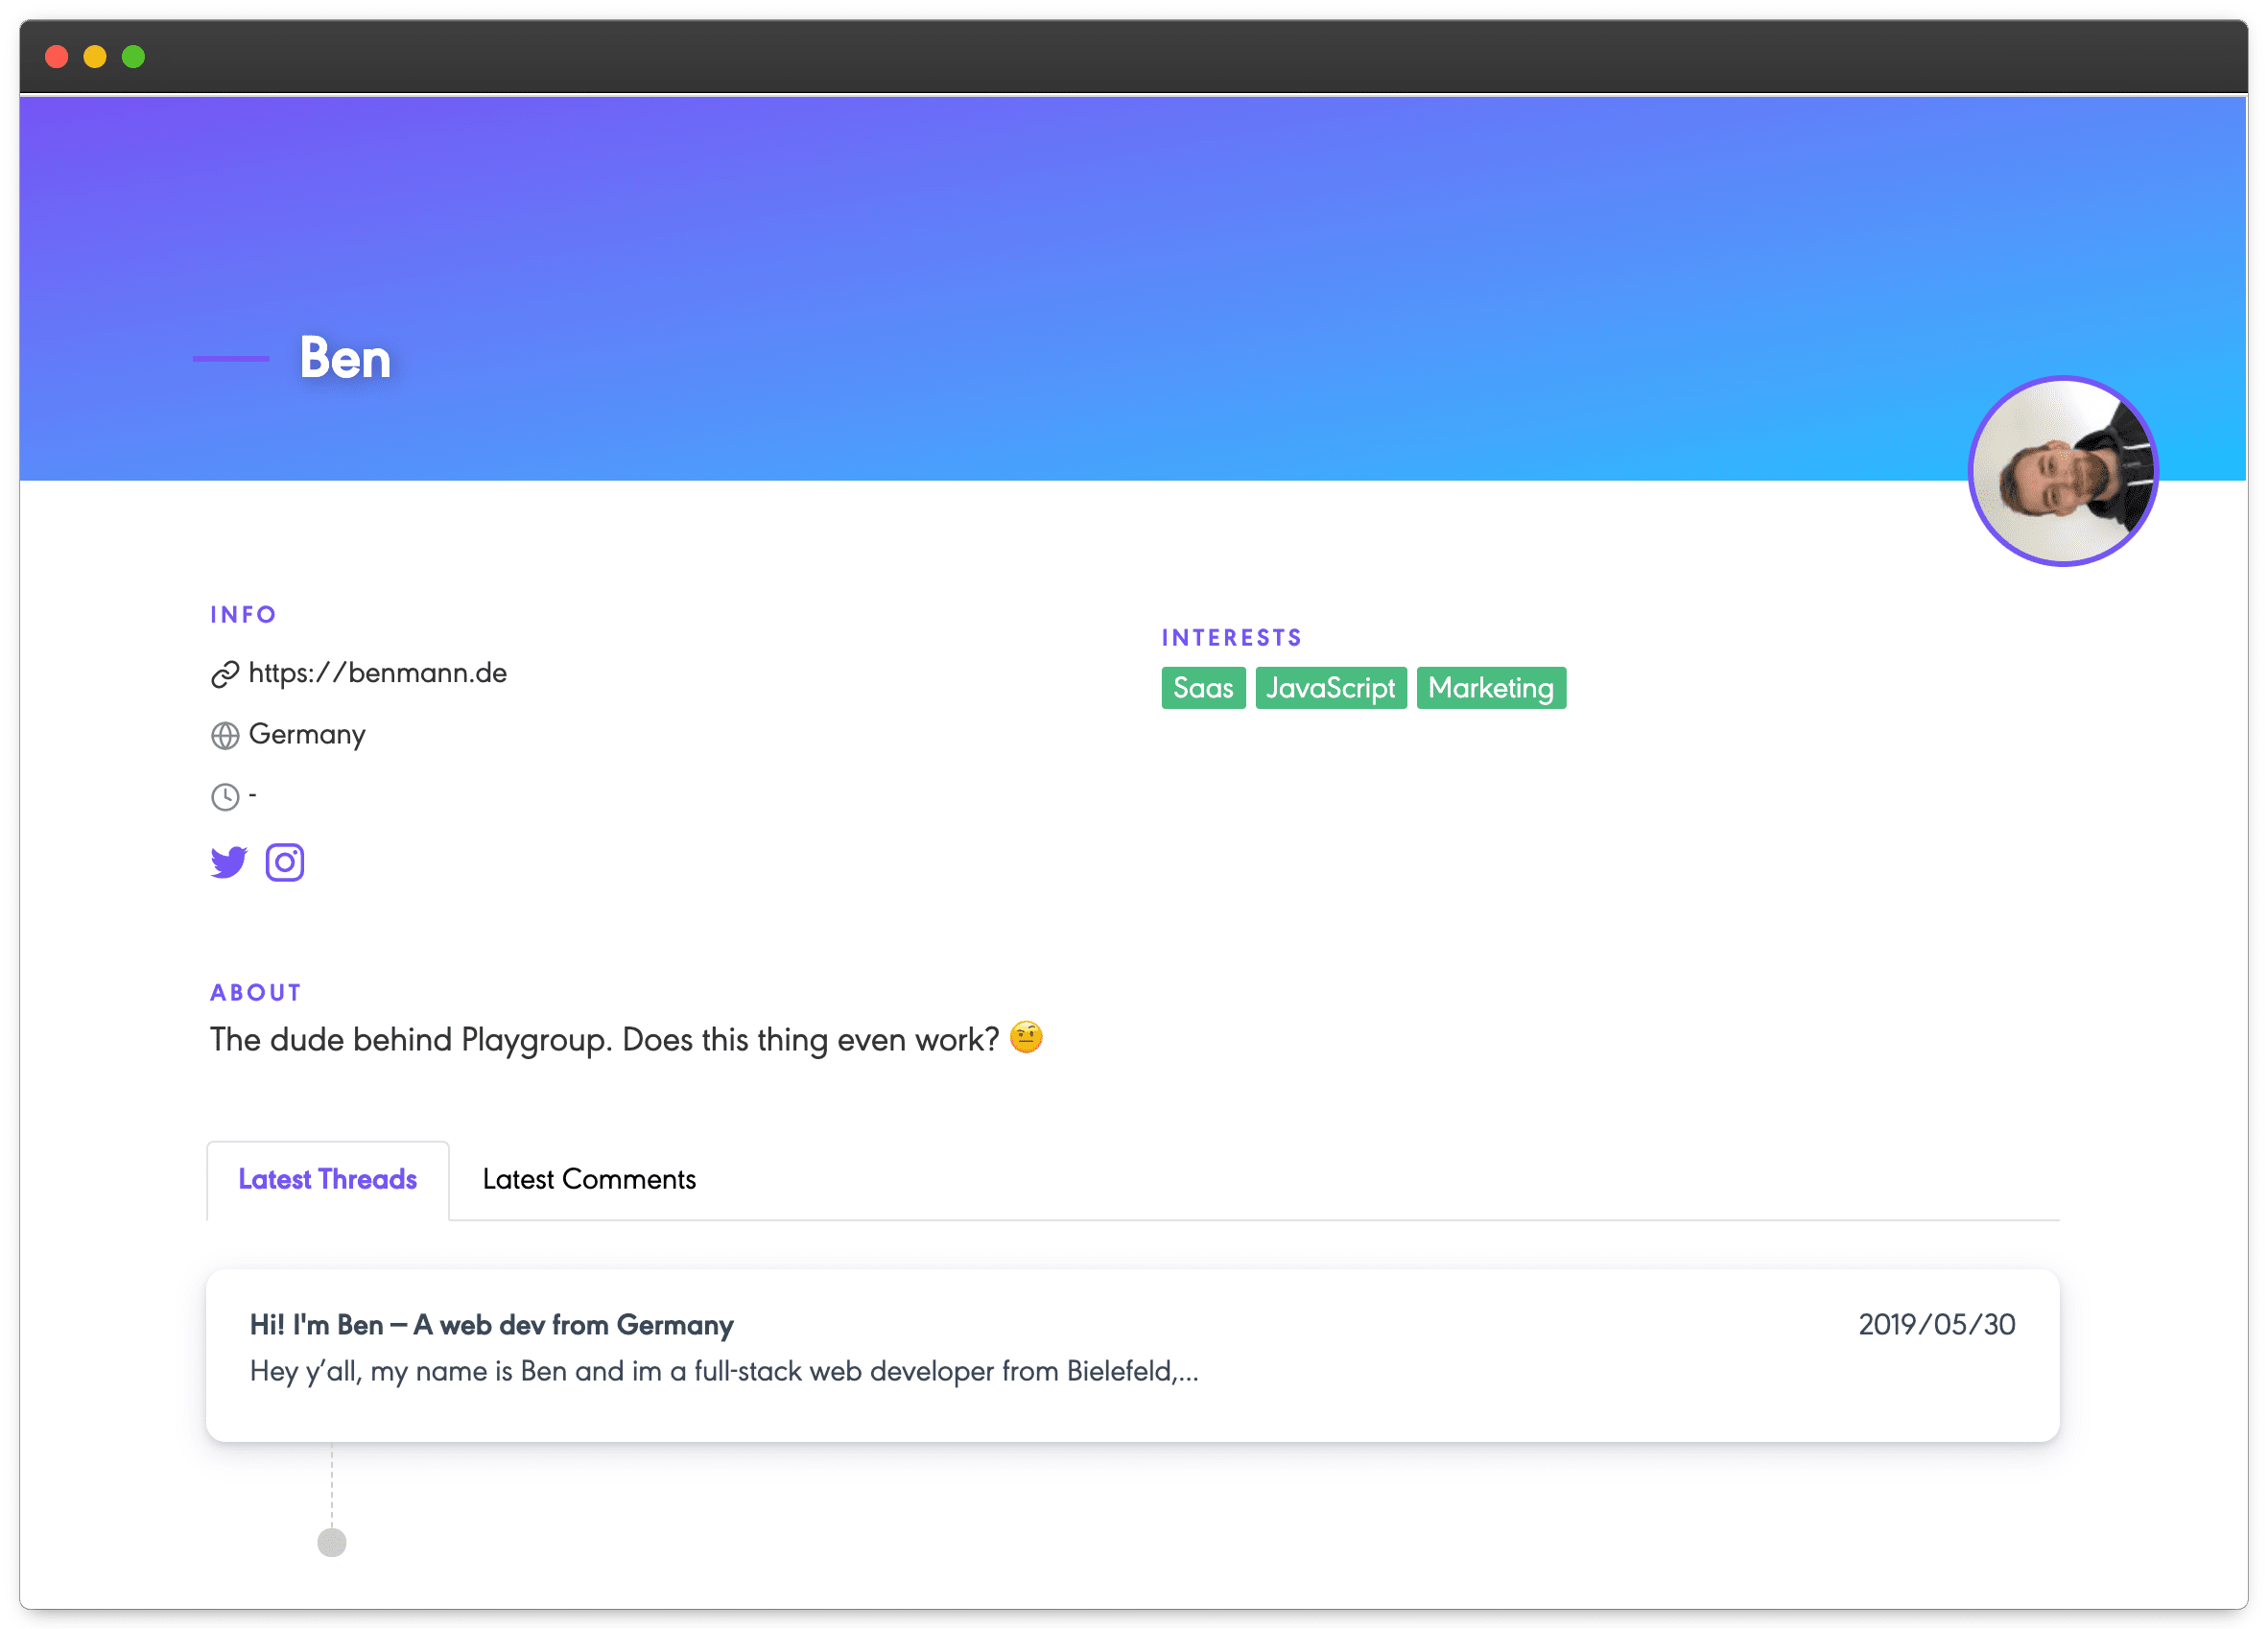 Ben
INFO
https://benmann.de
Germany
-
INTERESTS
Saas JavaScript Marketing
ABOUT
The dude behind Playgroup. Does this thing even work? 🤨
Latest Threads Latest Comments
Hi! I'm Ben – A web dev from Germany 2019/05/30
Hey y’all, my name is Ben and im a full-stack web developer from Bielefeld,...